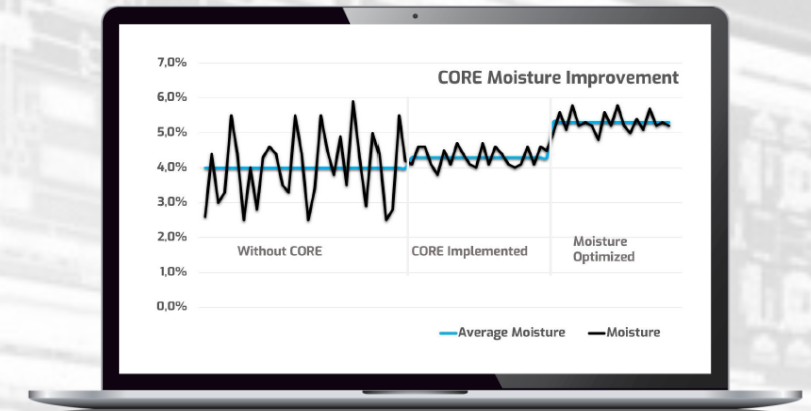 CORE Moisture Improvement
7,0%
6,0%
5,0%
4,0%
3,0%
2,0%
1,0%
0,0%
Without CORE
CORE Implemented
Moisture
Optimized
Average Moisture
Moisture